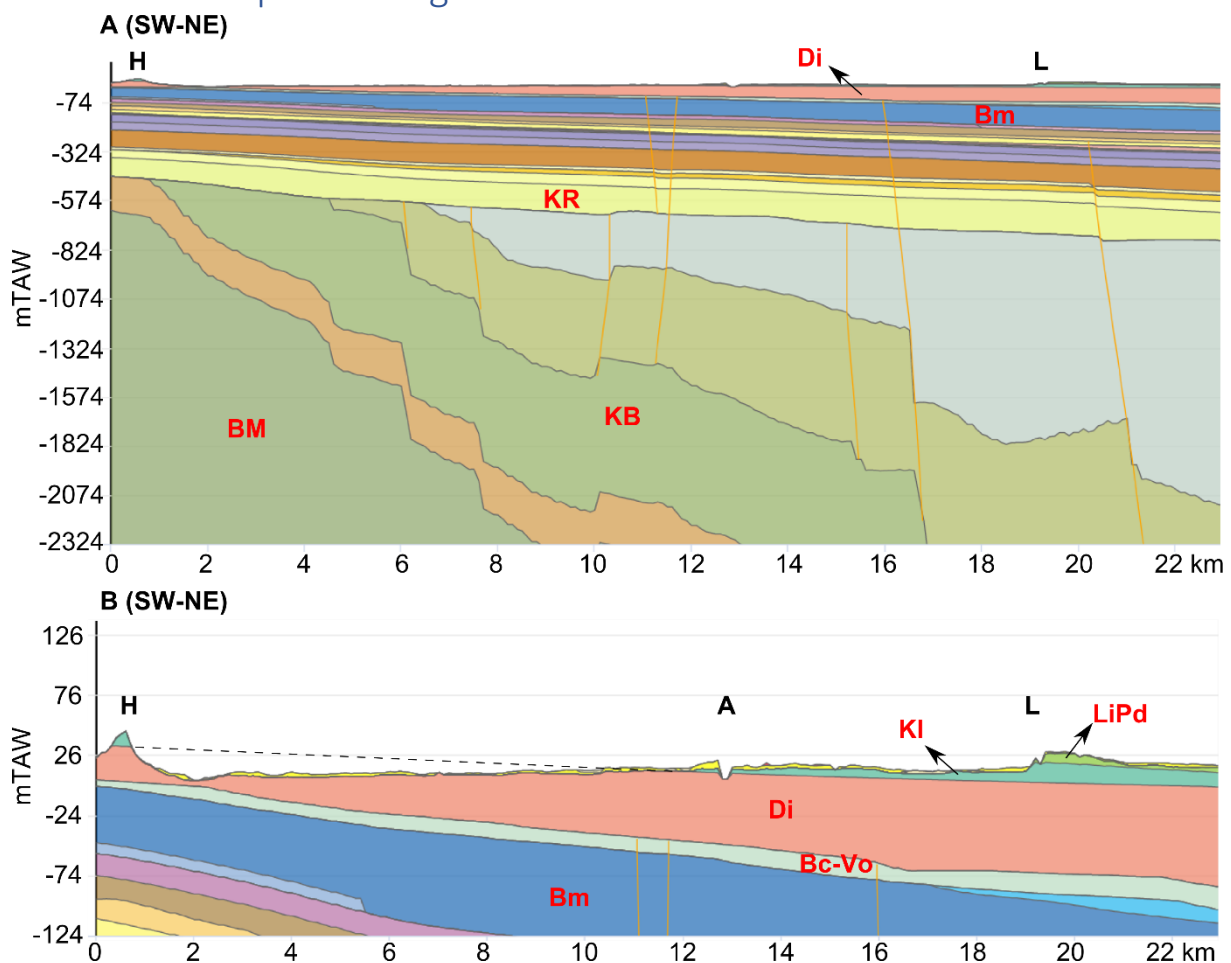 A (SW-NE)
H
Di
L
-74
Bm
-324
-574
KR
-824
mTAW
-1074
-1324
-1574
KB
BM
-1824
-2074
-2324
0 2 4 6 8 10 12 14 16 18 20 22 km
B (SW-NE)
126
76
H
A
L
LiPd
Kl
26
mTAW
Di
-24
Bc-Vo
-74
Bm
-124
0 2 4 6 8 10 12 14 16 18 20 22 km